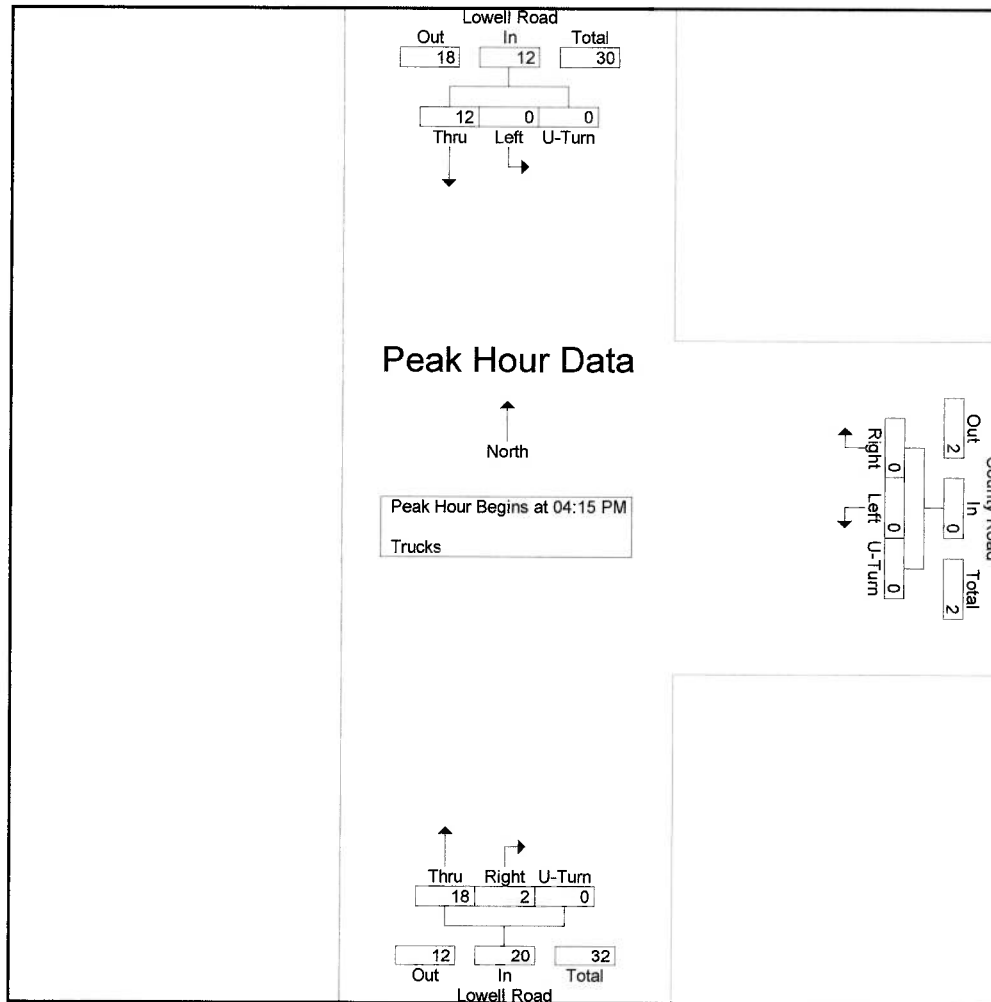 Lowell Road
Out In Total
18 12 30
12 0 0
Thru Left U-Turn
Peak Hour Data
North
Peak Hour Begins at 04:15 PM
Trucks
Out In Total
2 0 2
County Road
0 0 0
Right Left U-Turn
Thru Right U-Turn
18 2 0
12 20 32
Out In Total
Lowell Road